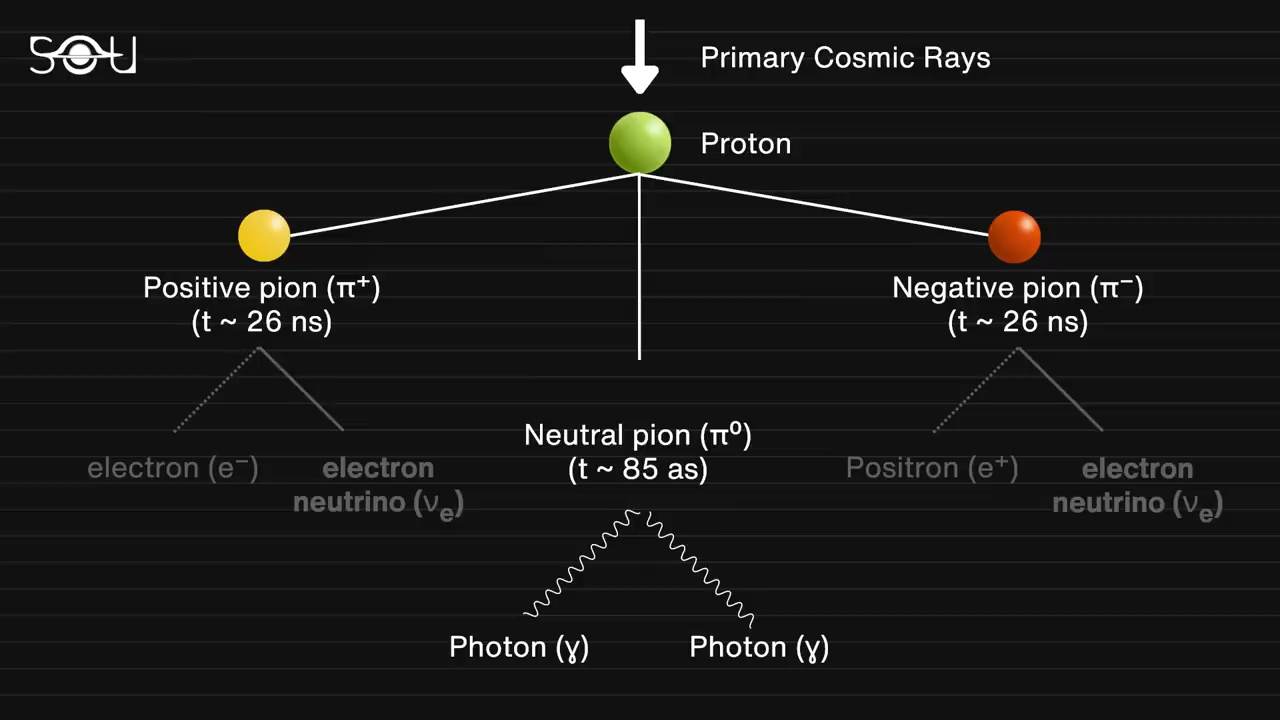 SOU
Primary Cosmic Rays
Proton
Positive pion (π⁺)
(t ~ 26 ns)
Negative pion (π⁻)
(t ~ 26 ns)
electron (e⁻)
electron
neutrino (νₑ)
Neutral pion (π⁰)
(t ~ 85 as)
Positron (e⁺)
electron
neutrino (νₑ)
Photon (γ)
Photon (γ)